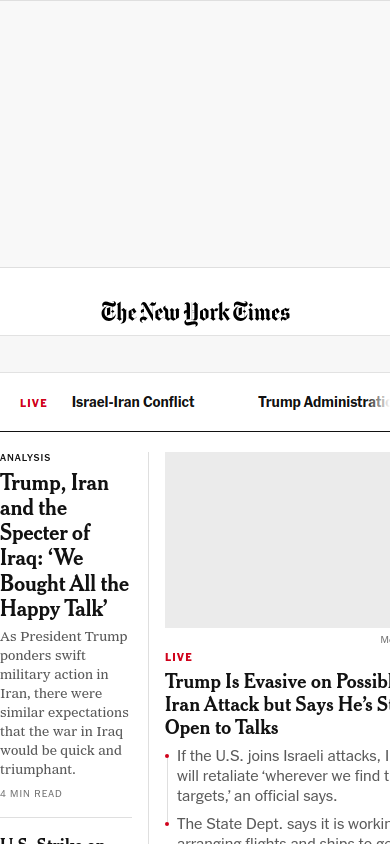 The New York Times
LIVE
Israel-Iran Conflict
Trump Administratio
ANALYSIS
Trump, Iran
and the
Specter of
Iraq: ‘We
Bought All the
Happy Talk’
As President Trump
ponders swift
military action in
Iran, there were
similar expectations
that the war in Iraq
would be quick and
triumphant.
4 MIN READ
LIVE
Trump Is Evasive on Possibl
Iran Attack but Says He’s St
Open to Talks
If the U.S. joins Israeli attacks, I
will retaliate ‘wherever we find t
targets,’ an official says.
The State Dept. says it is workin
arranging flights and ships to ge
U.S. Strike on